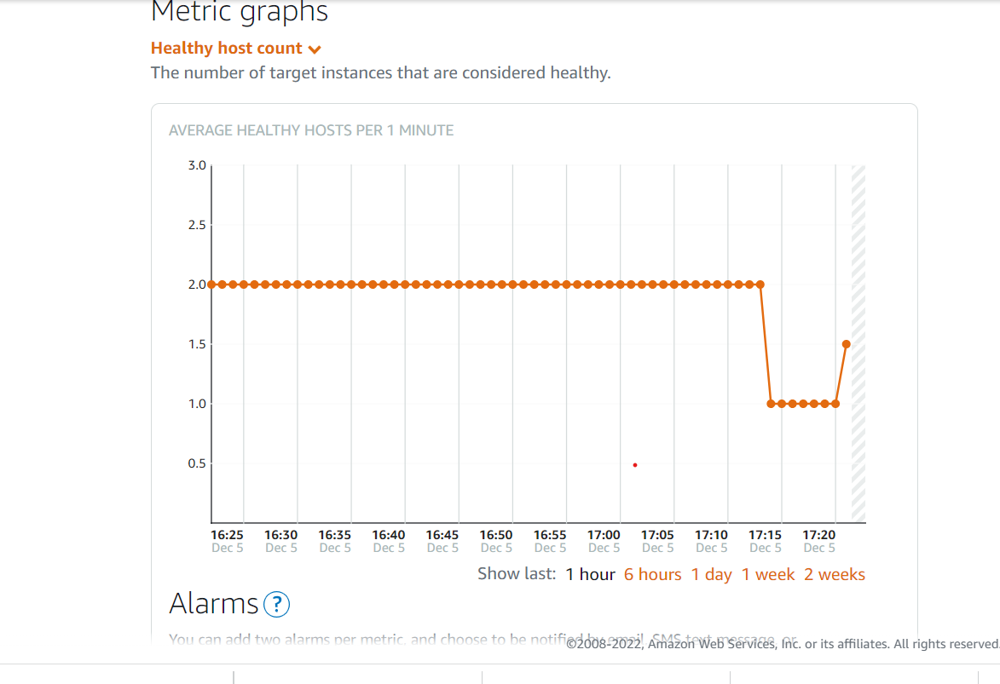 Metric graphs
Healthy host count
The number of target instances that are considered healthy.
AVERAGE HEALTHY HOSTS PER 1 MINUTE
3.0
2.5
2.0
1.5
1.0
0.5
16:25 16:30 16:35 16:40 16:45 16:50 16:55 17:00 17:05 17:10 17:15 17:20
Dec 5 Dec 5 Dec 5 Dec 5 Dec 5 Dec 5 Dec 5 Dec 5 Dec 5 Dec 5 Dec 5 Dec 5
Show last: 1 hour 6 hours 1 day 1 week 2 weeks
Alarms ?
You can add two alarms per metric, and choose to be notified by email, SMS text message, or
©2008-2022, Amazon Web Services, Inc. or its affiliates. All rights reserved.